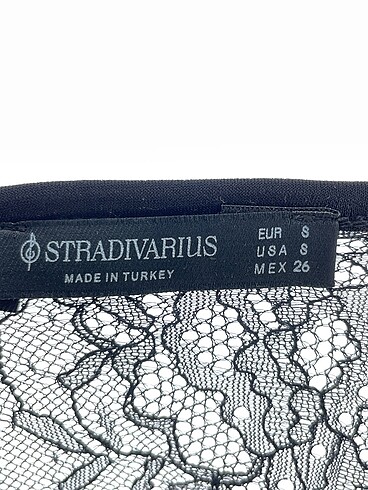 STRADIVARIUS
MADE IN TURKEY
EUR S
USA S
MEX 26